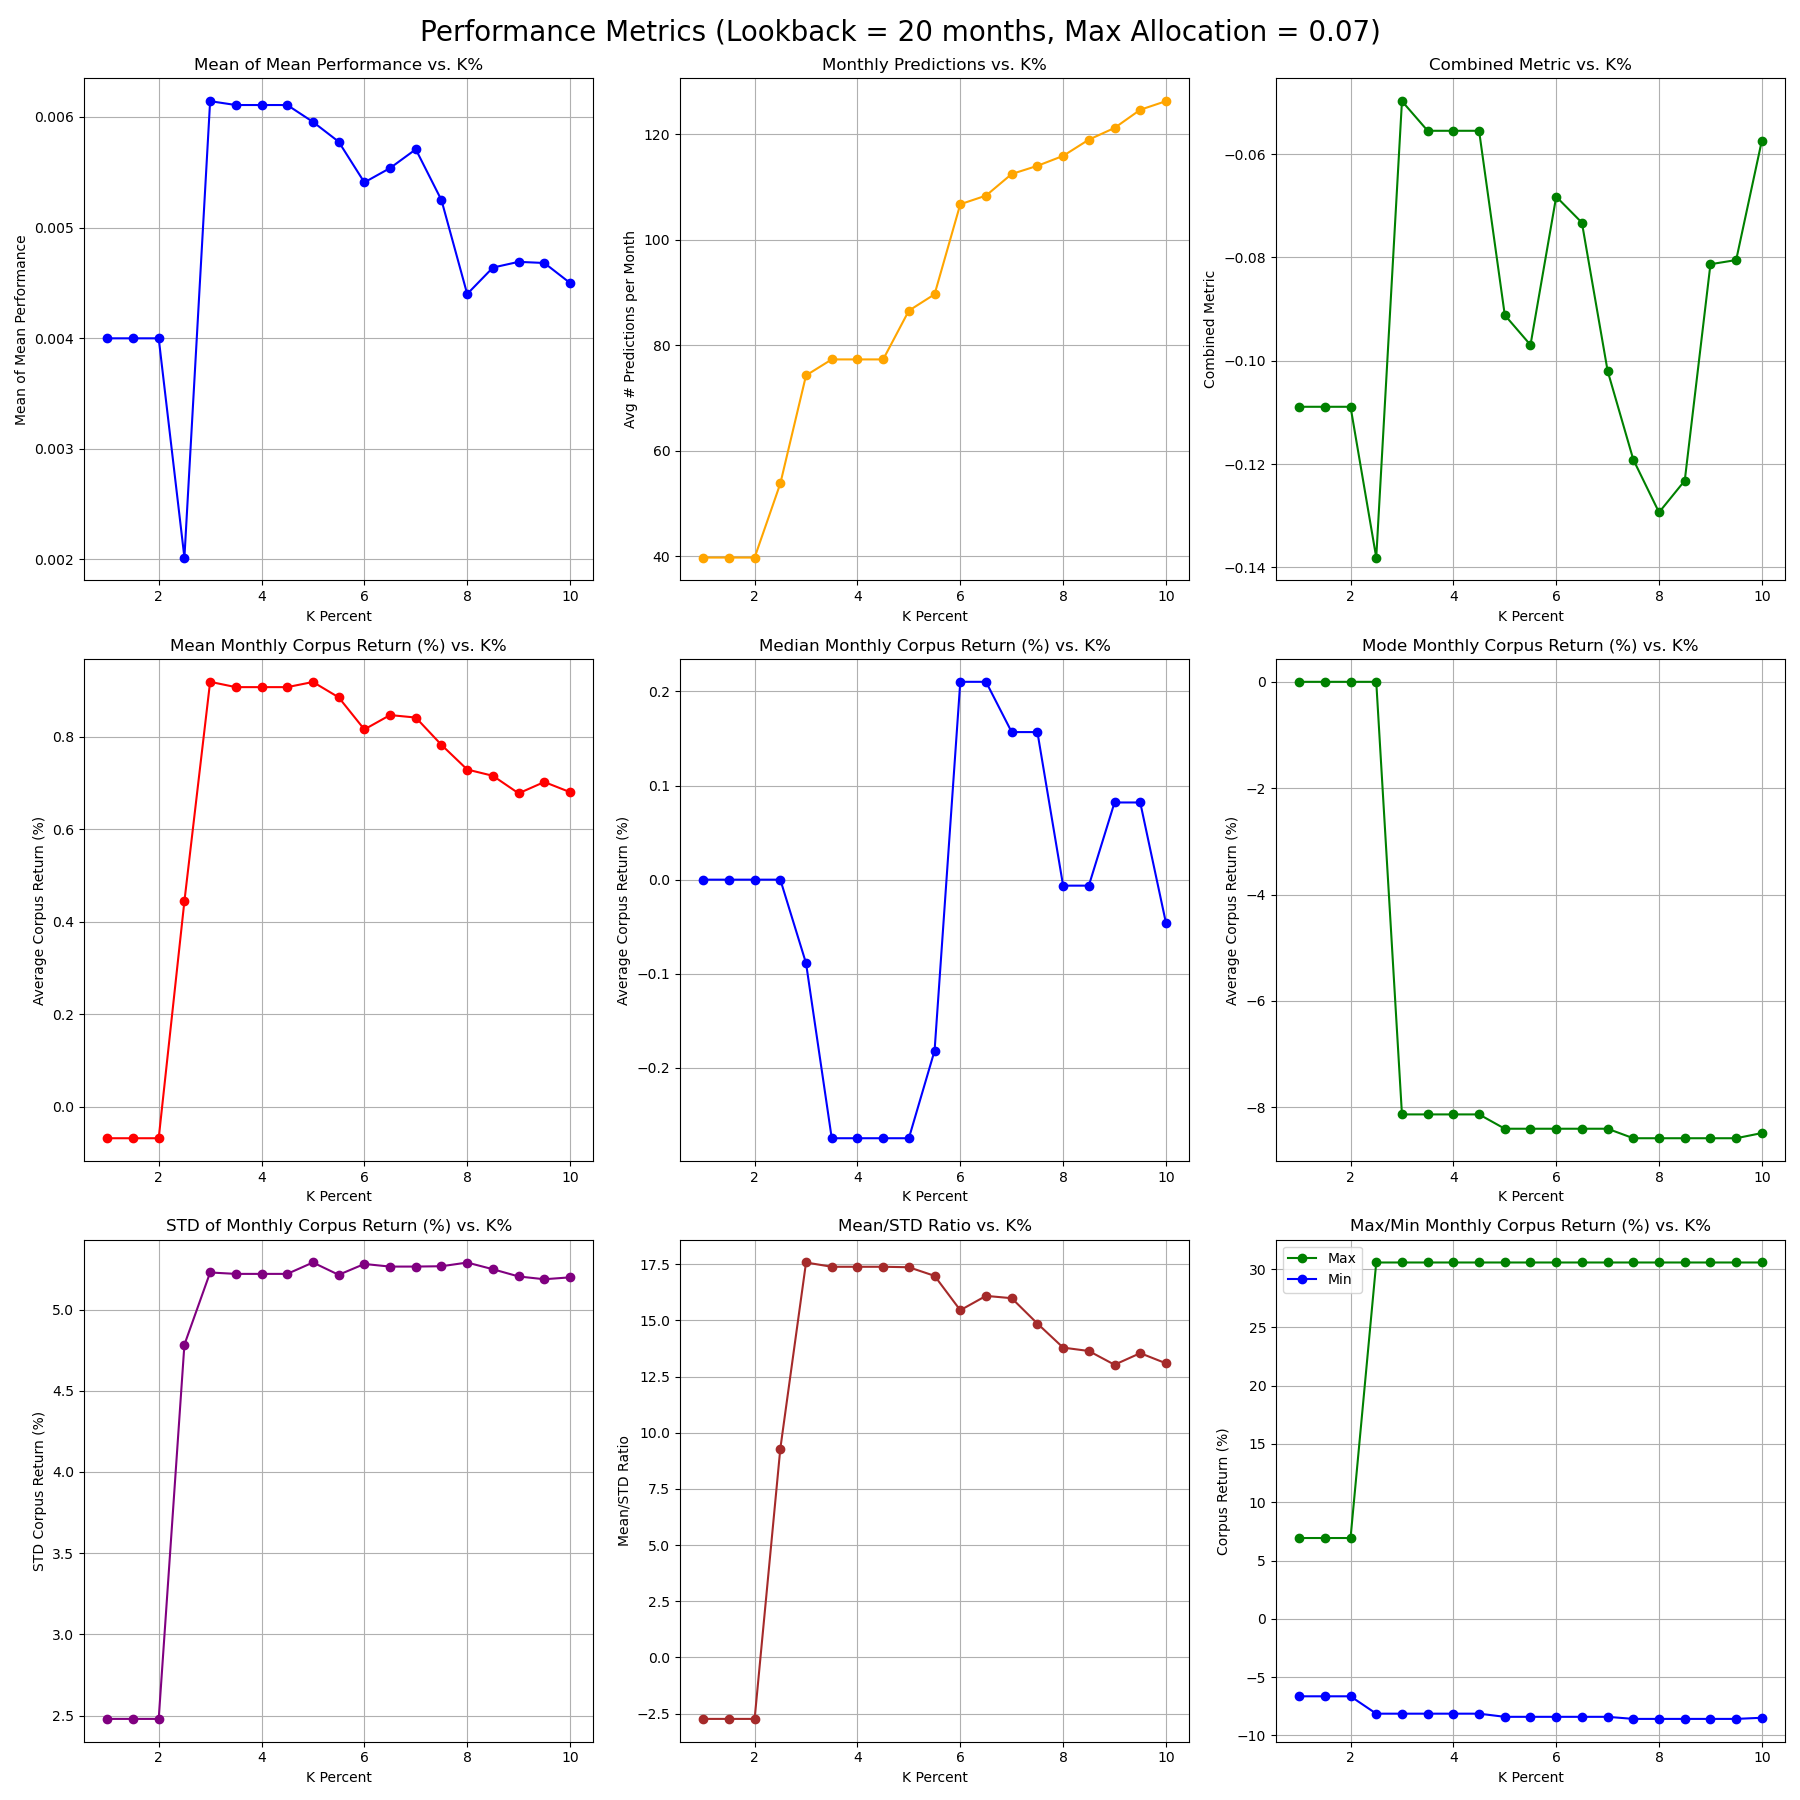 Performance Metrics (Lookback = 20 months, Max Allocation = 0.07)
Mean of Mean Performance vs. K%
Mean of Mean Performance
0.006
0.005
0.004
0.003
0.002
2 4 6 8 10
K Percent
Monthly Predictions vs. K%
Avg # Predictions per Month
120
100
80
60
40
2 4 6 8 10
K Percent
Combined Metric vs. K%
Combined Metric
−0.06
−0.08
−0.10
−0.12
−0.14
2 4 6 8 10
K Percent
Mean Monthly Corpus Return (%) vs. K%
Average Corpus Return (%)
0.8
0.6
0.4
0.2
0.0
2 4 6 8 10
K Percent
Median Monthly Corpus Return (%) vs. K%
Average Corpus Return (%)
0.2
0.1
0.0
−0.1
−0.2
2 4 6 8 10
K Percent
Mode Monthly Corpus Return (%) vs. K%
Average Corpus Return (%)
0
−2
−4
−6
−8
2 4 6 8 10
K Percent
STD of Monthly Corpus Return (%) vs. K%
STD Corpus Return (%)
5.0
4.5
4.0
3.5
3.0
2.5
2 4 6 8 10
K Percent
Mean/STD Ratio vs. K%
Mean/STD Ratio
17.5
15.0
12.5
10.0
7.5
5.0
2.5
0.0
−2.5
2 4 6 8 10
K Percent
Max/Min Monthly Corpus Return (%) vs. K%
Max
Min
Corpus Return (%)
30
25
20
15
10
5
0
−5
−10
2 4 6 8 10
K Percent